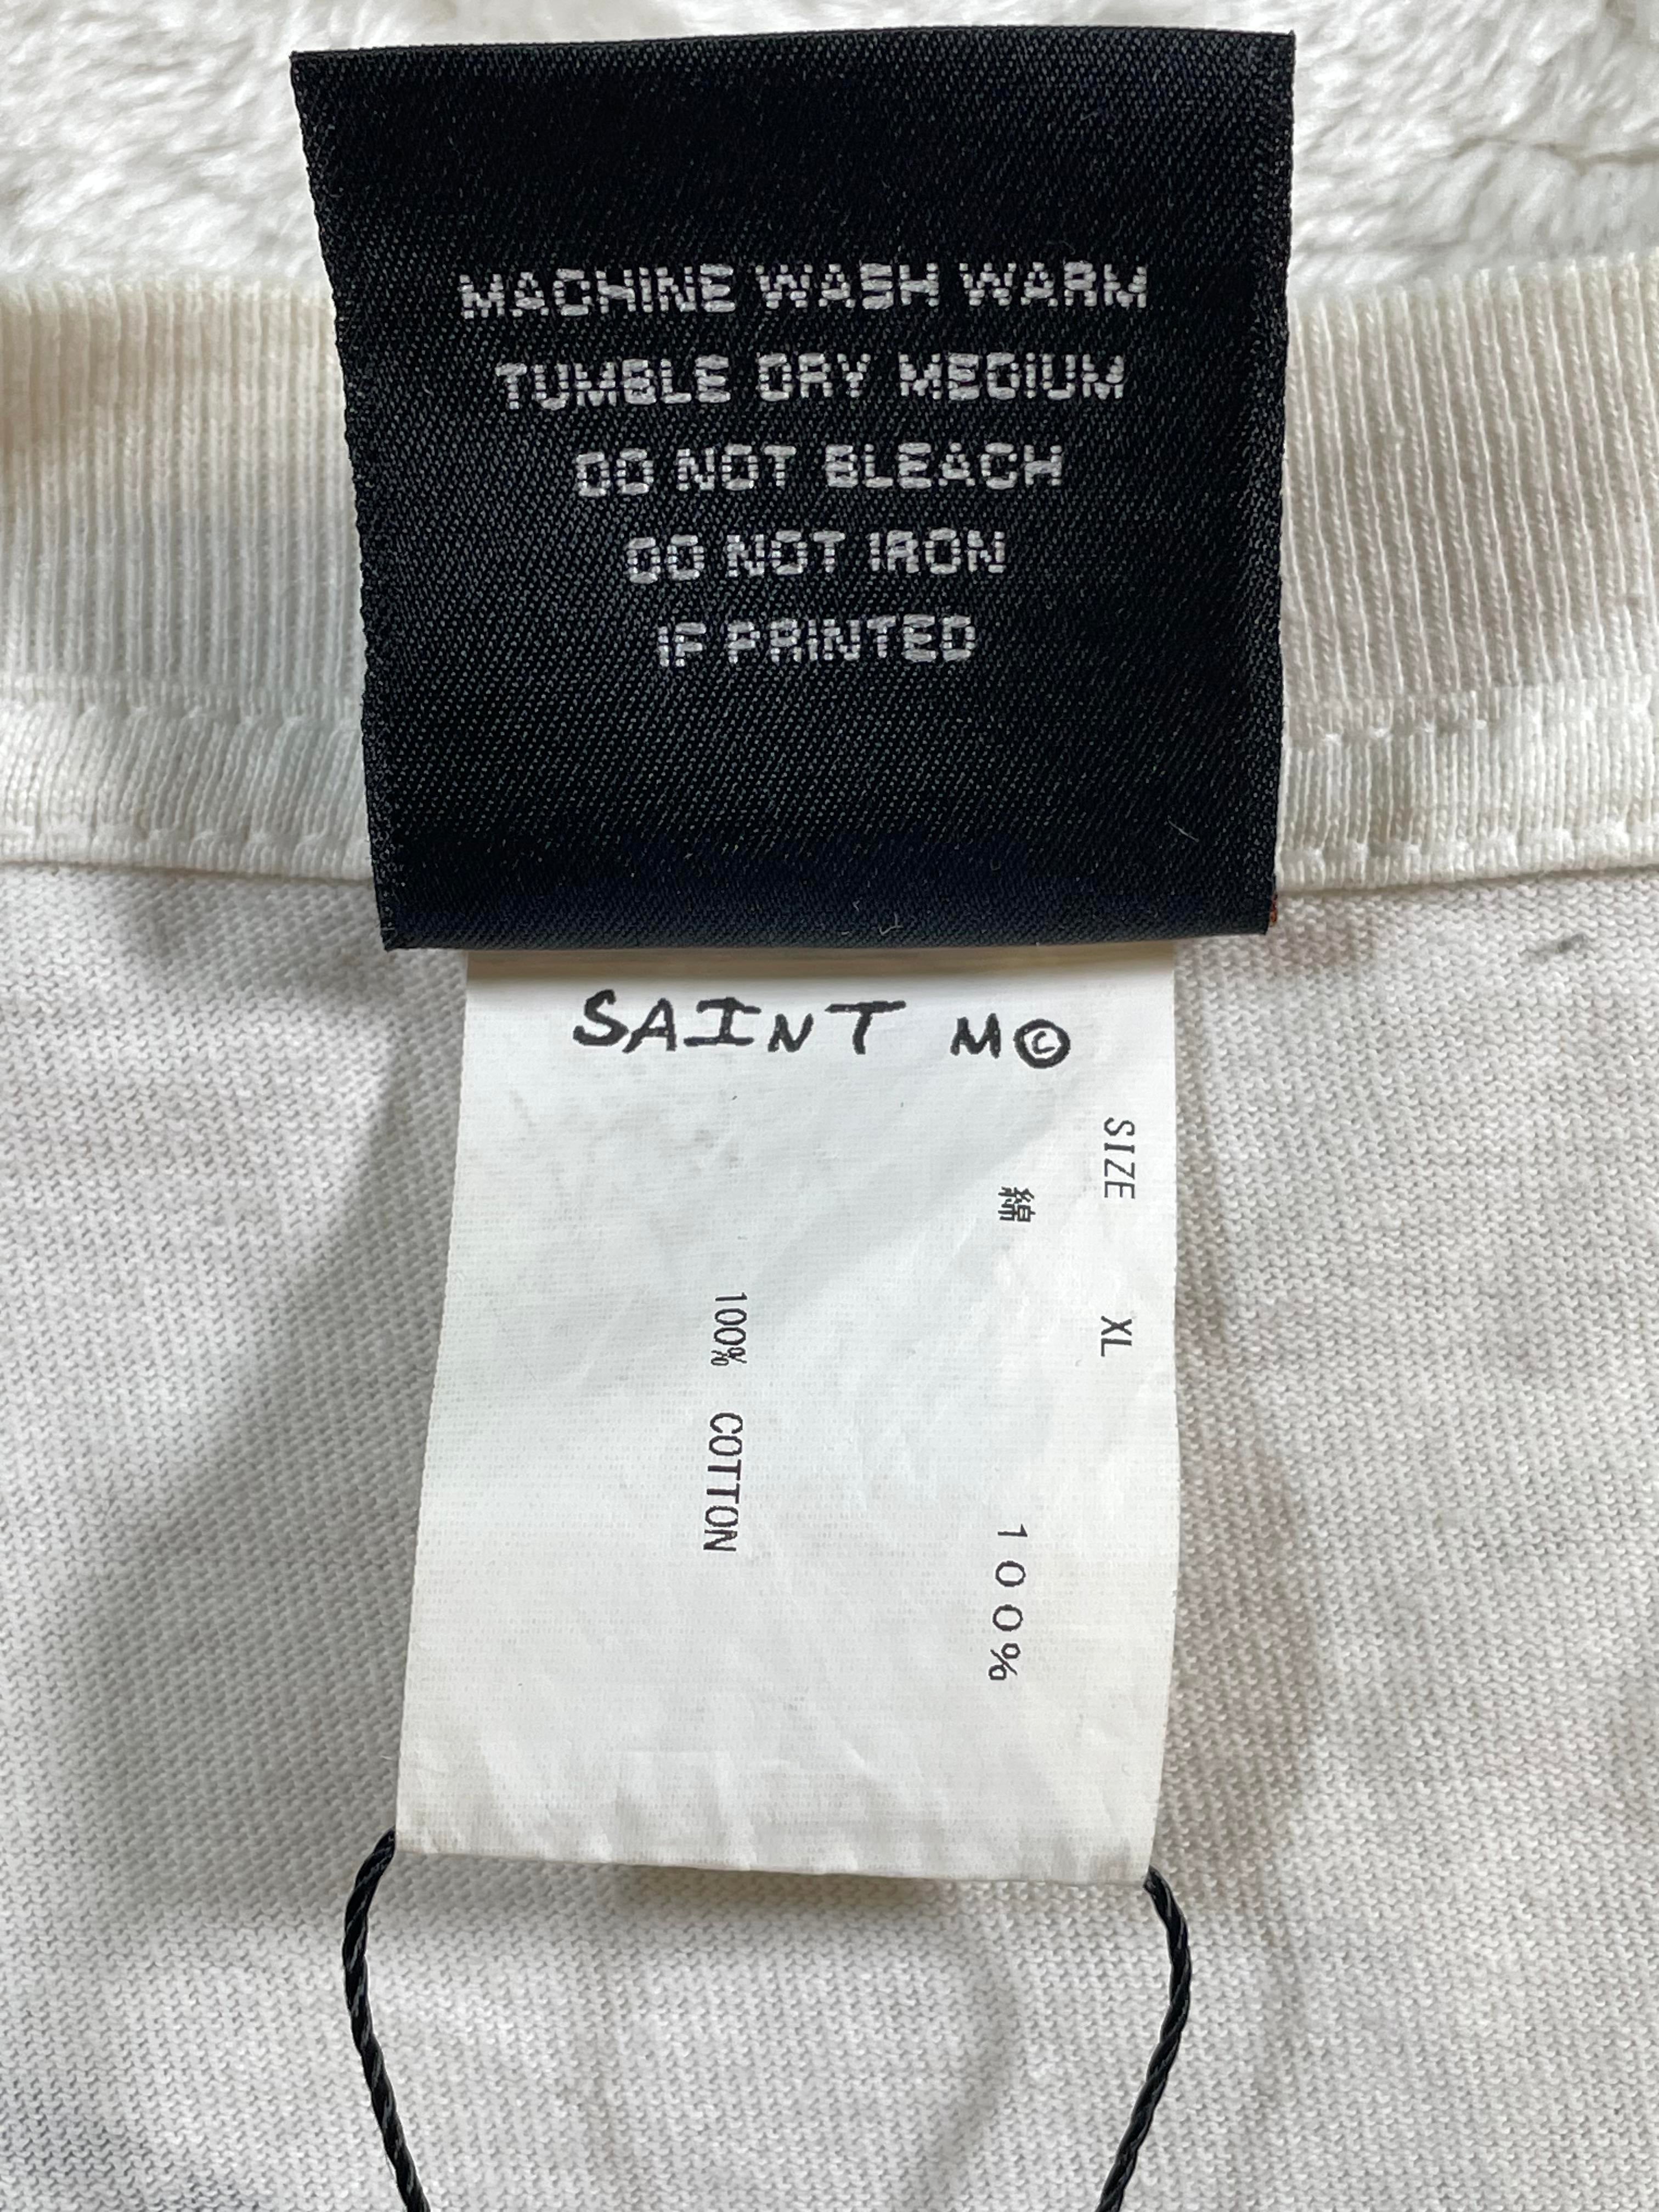 MACHINE WASH WARM
TUMBLE DRY MEDIUM
DO NOT BLEACH
DO NOT IRON
IF PRINTED
SAINT M©
SIZE XL
綿 100%
100% COTTON